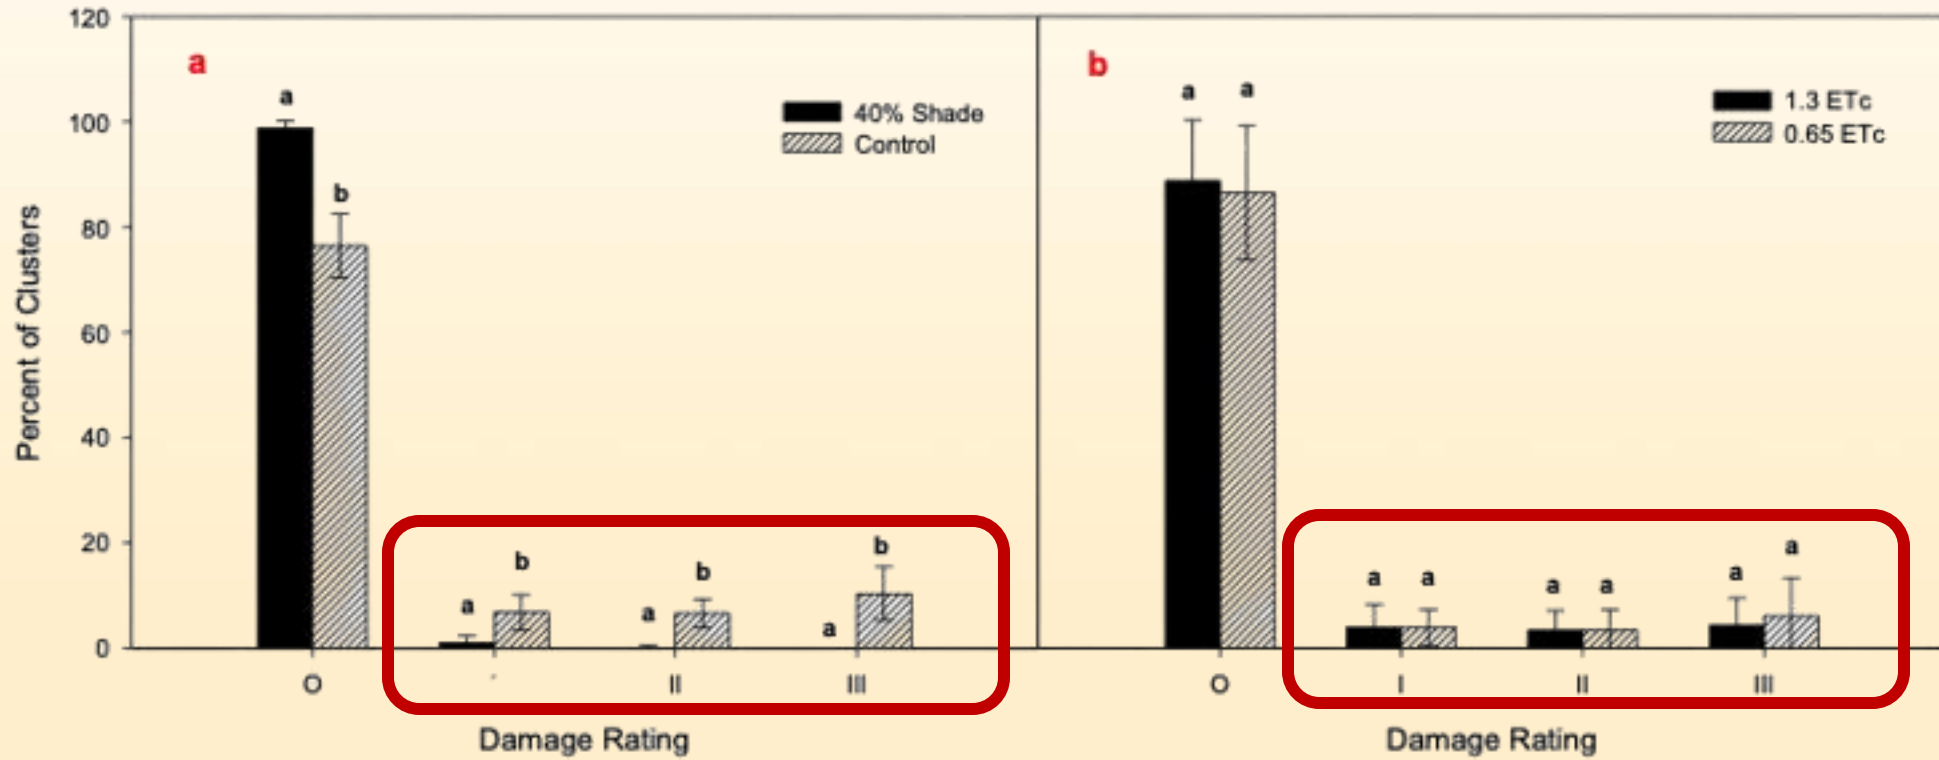 120
100
80
60
40
20
0
Percent of Clusters
a
40% Shade
Control
a
b
a
b
a
b
a
b
O
II
III
Damage Rating
b
1.3 ETc
0.65 ETc
a
a
a
a
a
a
a
a
O
I
II
III
Damage Rating